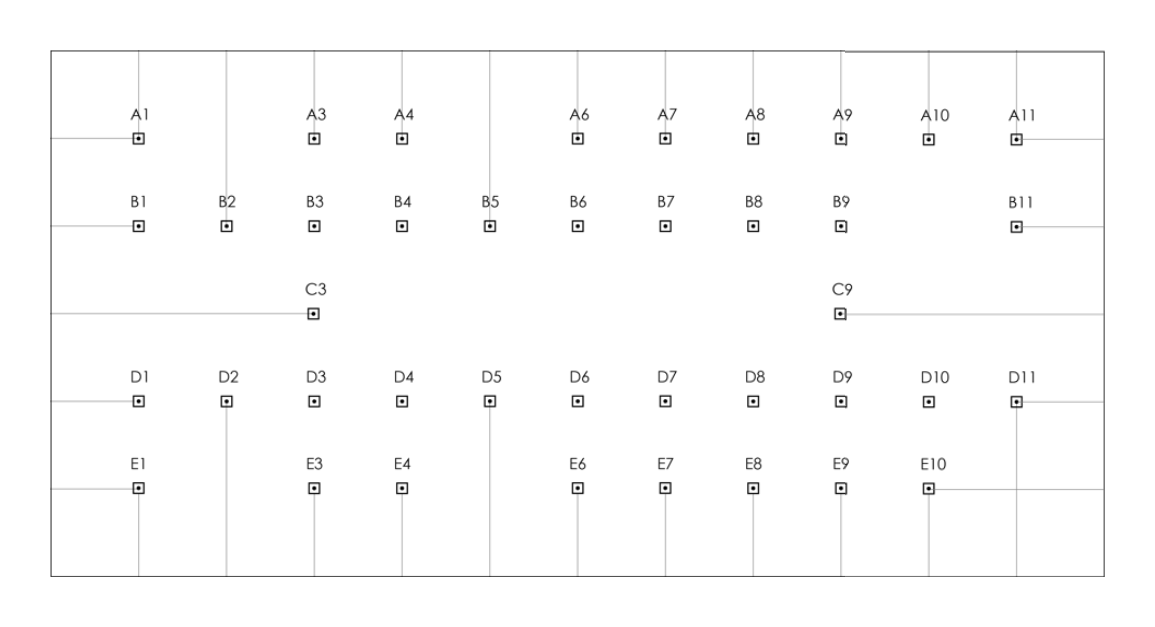 A1 A3 A4 A6 A7 A8 A9 A10 A11
B1 B2 B3 B4 B5 B6 B7 B8 B9 B11
C3 C9
D1 D2 D3 D4 D5 D6 D7 D8 D9 D10 D11
E1 E3 E4 E6 E7 E8 E9 E10